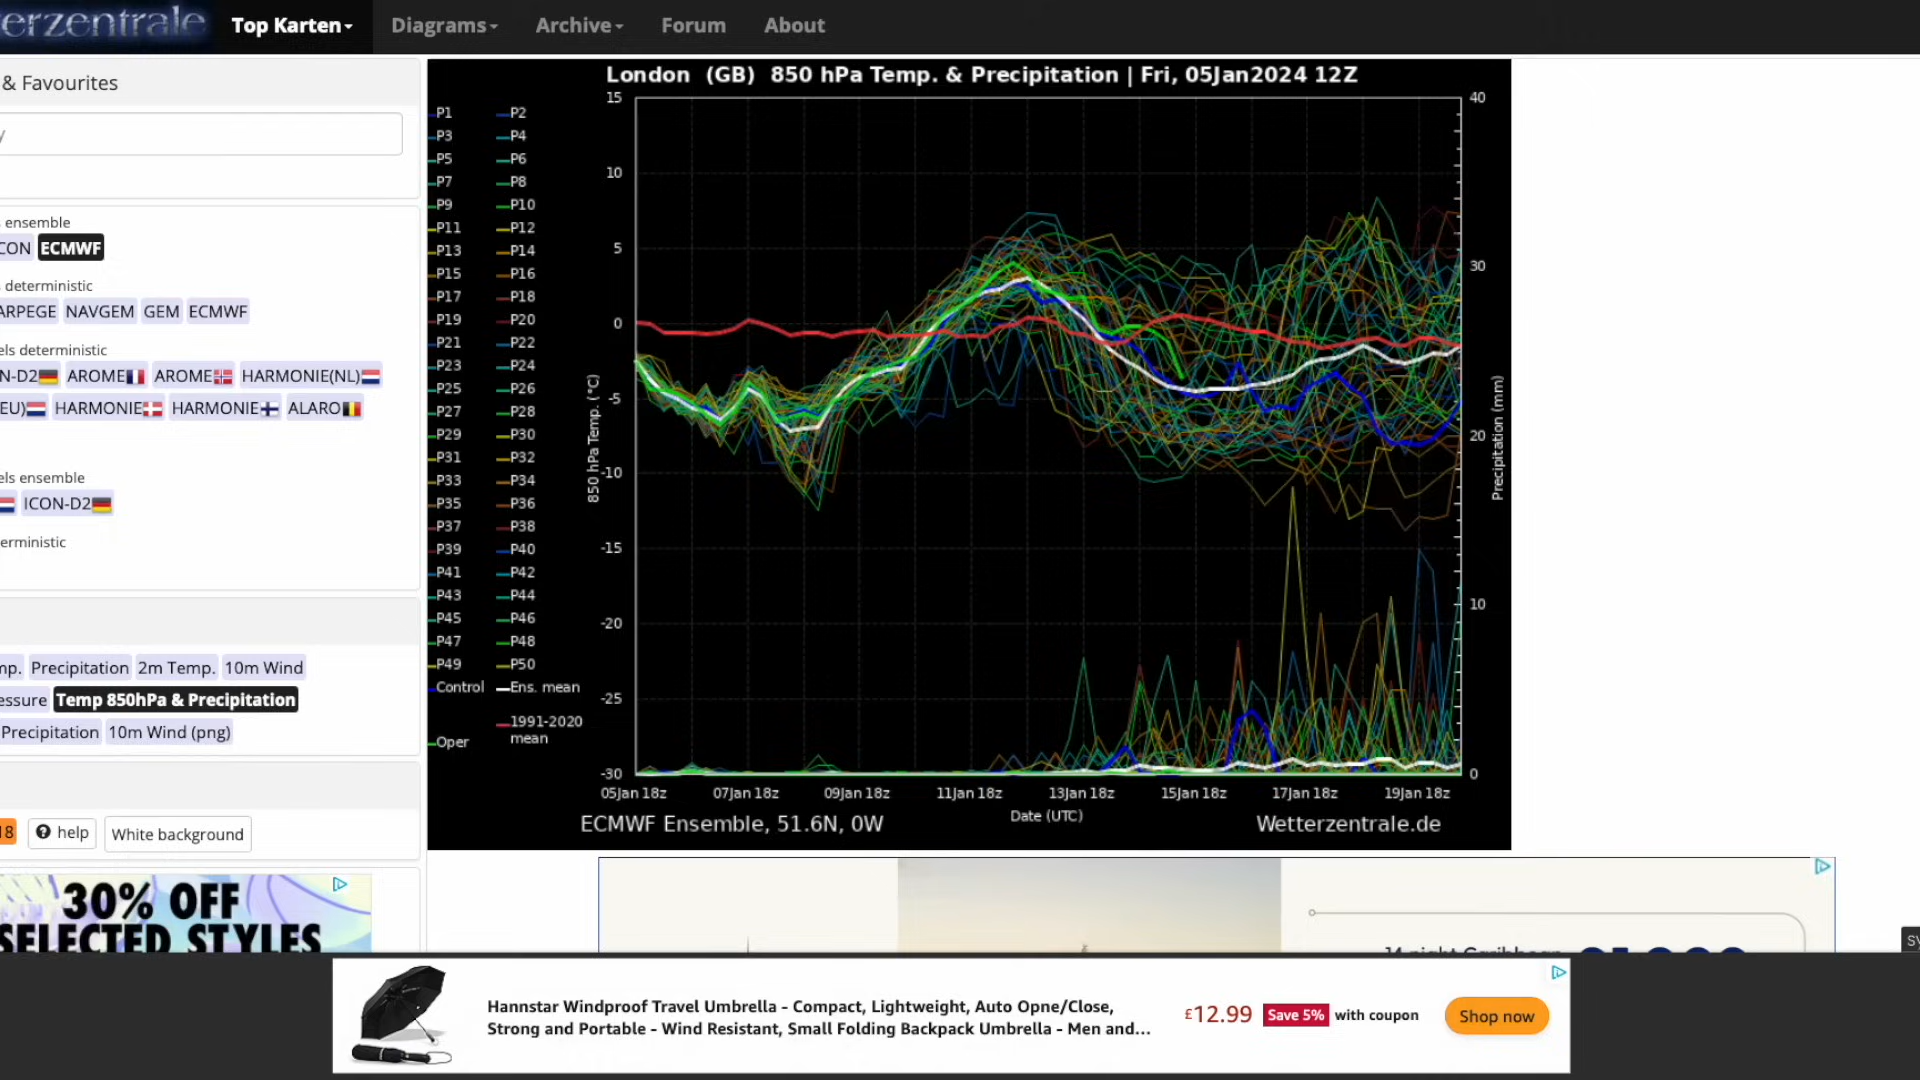 erzentrale
Top Karten
Diagrams
Archive
Forum
About
& Favourites
y
ensemble
CON ECMWF
deterministic
ARPEGE NAVGEM GEM ECMWF
els deterministic
N-D2 AROME AROME HARMONIE(NL)
EU) HARMONIE HARMONIE ALARO
els ensemble
ICON-D2
erministic
mp. Precipitation 2m Temp. 10m Wind
essure Temp 850hPa & Precipitation
Precipitation 10m Wind (png)
18 help White background
30% OFF
SELECTED STYLES
London (GB) 850 hPa Temp. & Precipitation | Fri, 05Jan2024 12Z
P1 P2
P3 P4
P5 P6
P7 P8
P9 P10
P11 P12
P13 P14
P15 P16
P17 P18
P19 P20
P21 P22
P23 P24
P25 P26
P27 P28
P29 P30
P31 P32
P33 P34
P35 P36
P37 P38
P39 P40
P41 P42
P43 P44
P45 P46
P47 P48
P49 P50
Control Ens. mean
1991-2020
mean
Oper
15
10
5
0
-5
-10
-15
-20
-25
-30
850 hPa Temp. (°C)
40
30
20
10
0
Precipitation (mm)
05Jan 18z 07Jan 18z 09Jan 18z 11Jan 18z 13Jan 18z 15Jan 18z 17Jan 18z 19Jan 18z
Date (UTC)
ECMWF Ensemble, 51.6N, 0W
Wetterzentrale.de
14 night Caribbean
Hannstar Windproof Travel Umbrella - Compact, Lightweight, Auto Opne/Close,
Strong and Portable - Wind Resistant, Small Folding Backpack Umbrella - Men and...
£12.99 Save 5% with coupon
Shop now